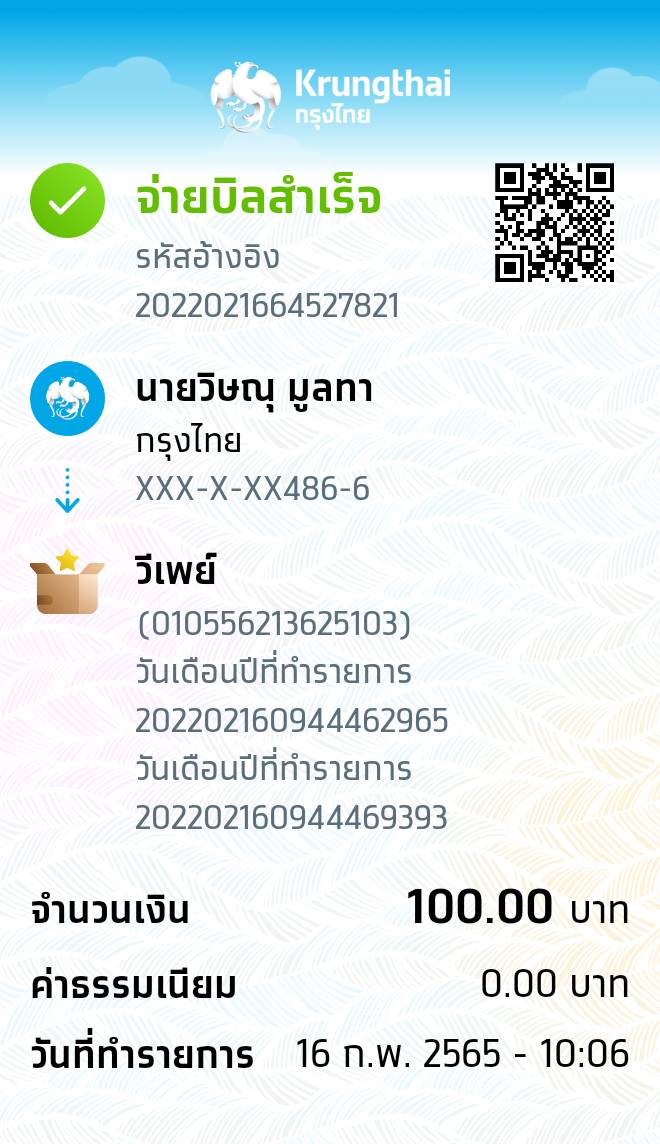 Krungthai
กรุงไทย
จ่ายบิลสำเร็จ
รหัสอ้างอิง
2022021664527821
นายวิษณุ มูลทา
กรุงไทย
XXX-X-XX486-6
วีเพย์
(010556213625103)
วันเดือนปีที่ทำรายการ
202202160944462965
วันเดือนปีที่ทำรายการ
202202160944469393
จำนวนเงิน 100.00 บาท
ค่าธรรมเนียม 0.00 บาท
วันที่ทำรายการ 16 ก.พ. 2565 - 10:06